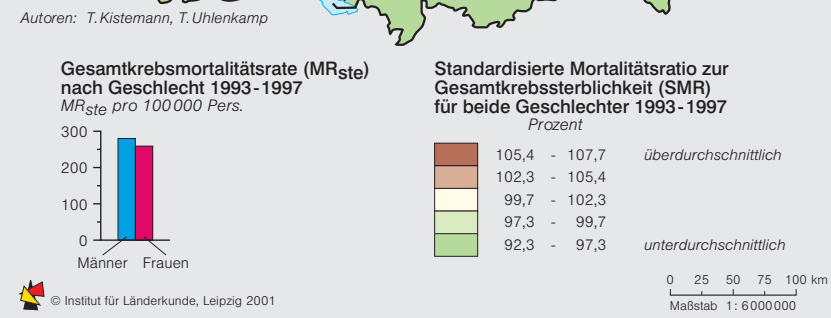 Autoren: T. Kistemann, T. Uhlenkamp
Gesamtkrebsmortalitätsrate (MRste)
nach Geschlecht 1993-1997
MRste pro 100 000 Pers.
300
200
100
0
Männer Frauen
Standardisierte Mortalitätsratio zur
Gesamtkrebssterblichkeit (SMR)
für beide Geschlechter 1993-1997
Prozent
105,4 - 107,7 überdurchschnittlich
102,3 - 105,4
99,7 - 102,3
97,3 - 99,7
92,3 - 97,3 unterdurchschnittlich
0 25 50 75 100 km
Maßstab 1 : 6 000 000
© Institut für Länderkunde, Leipzig 2001